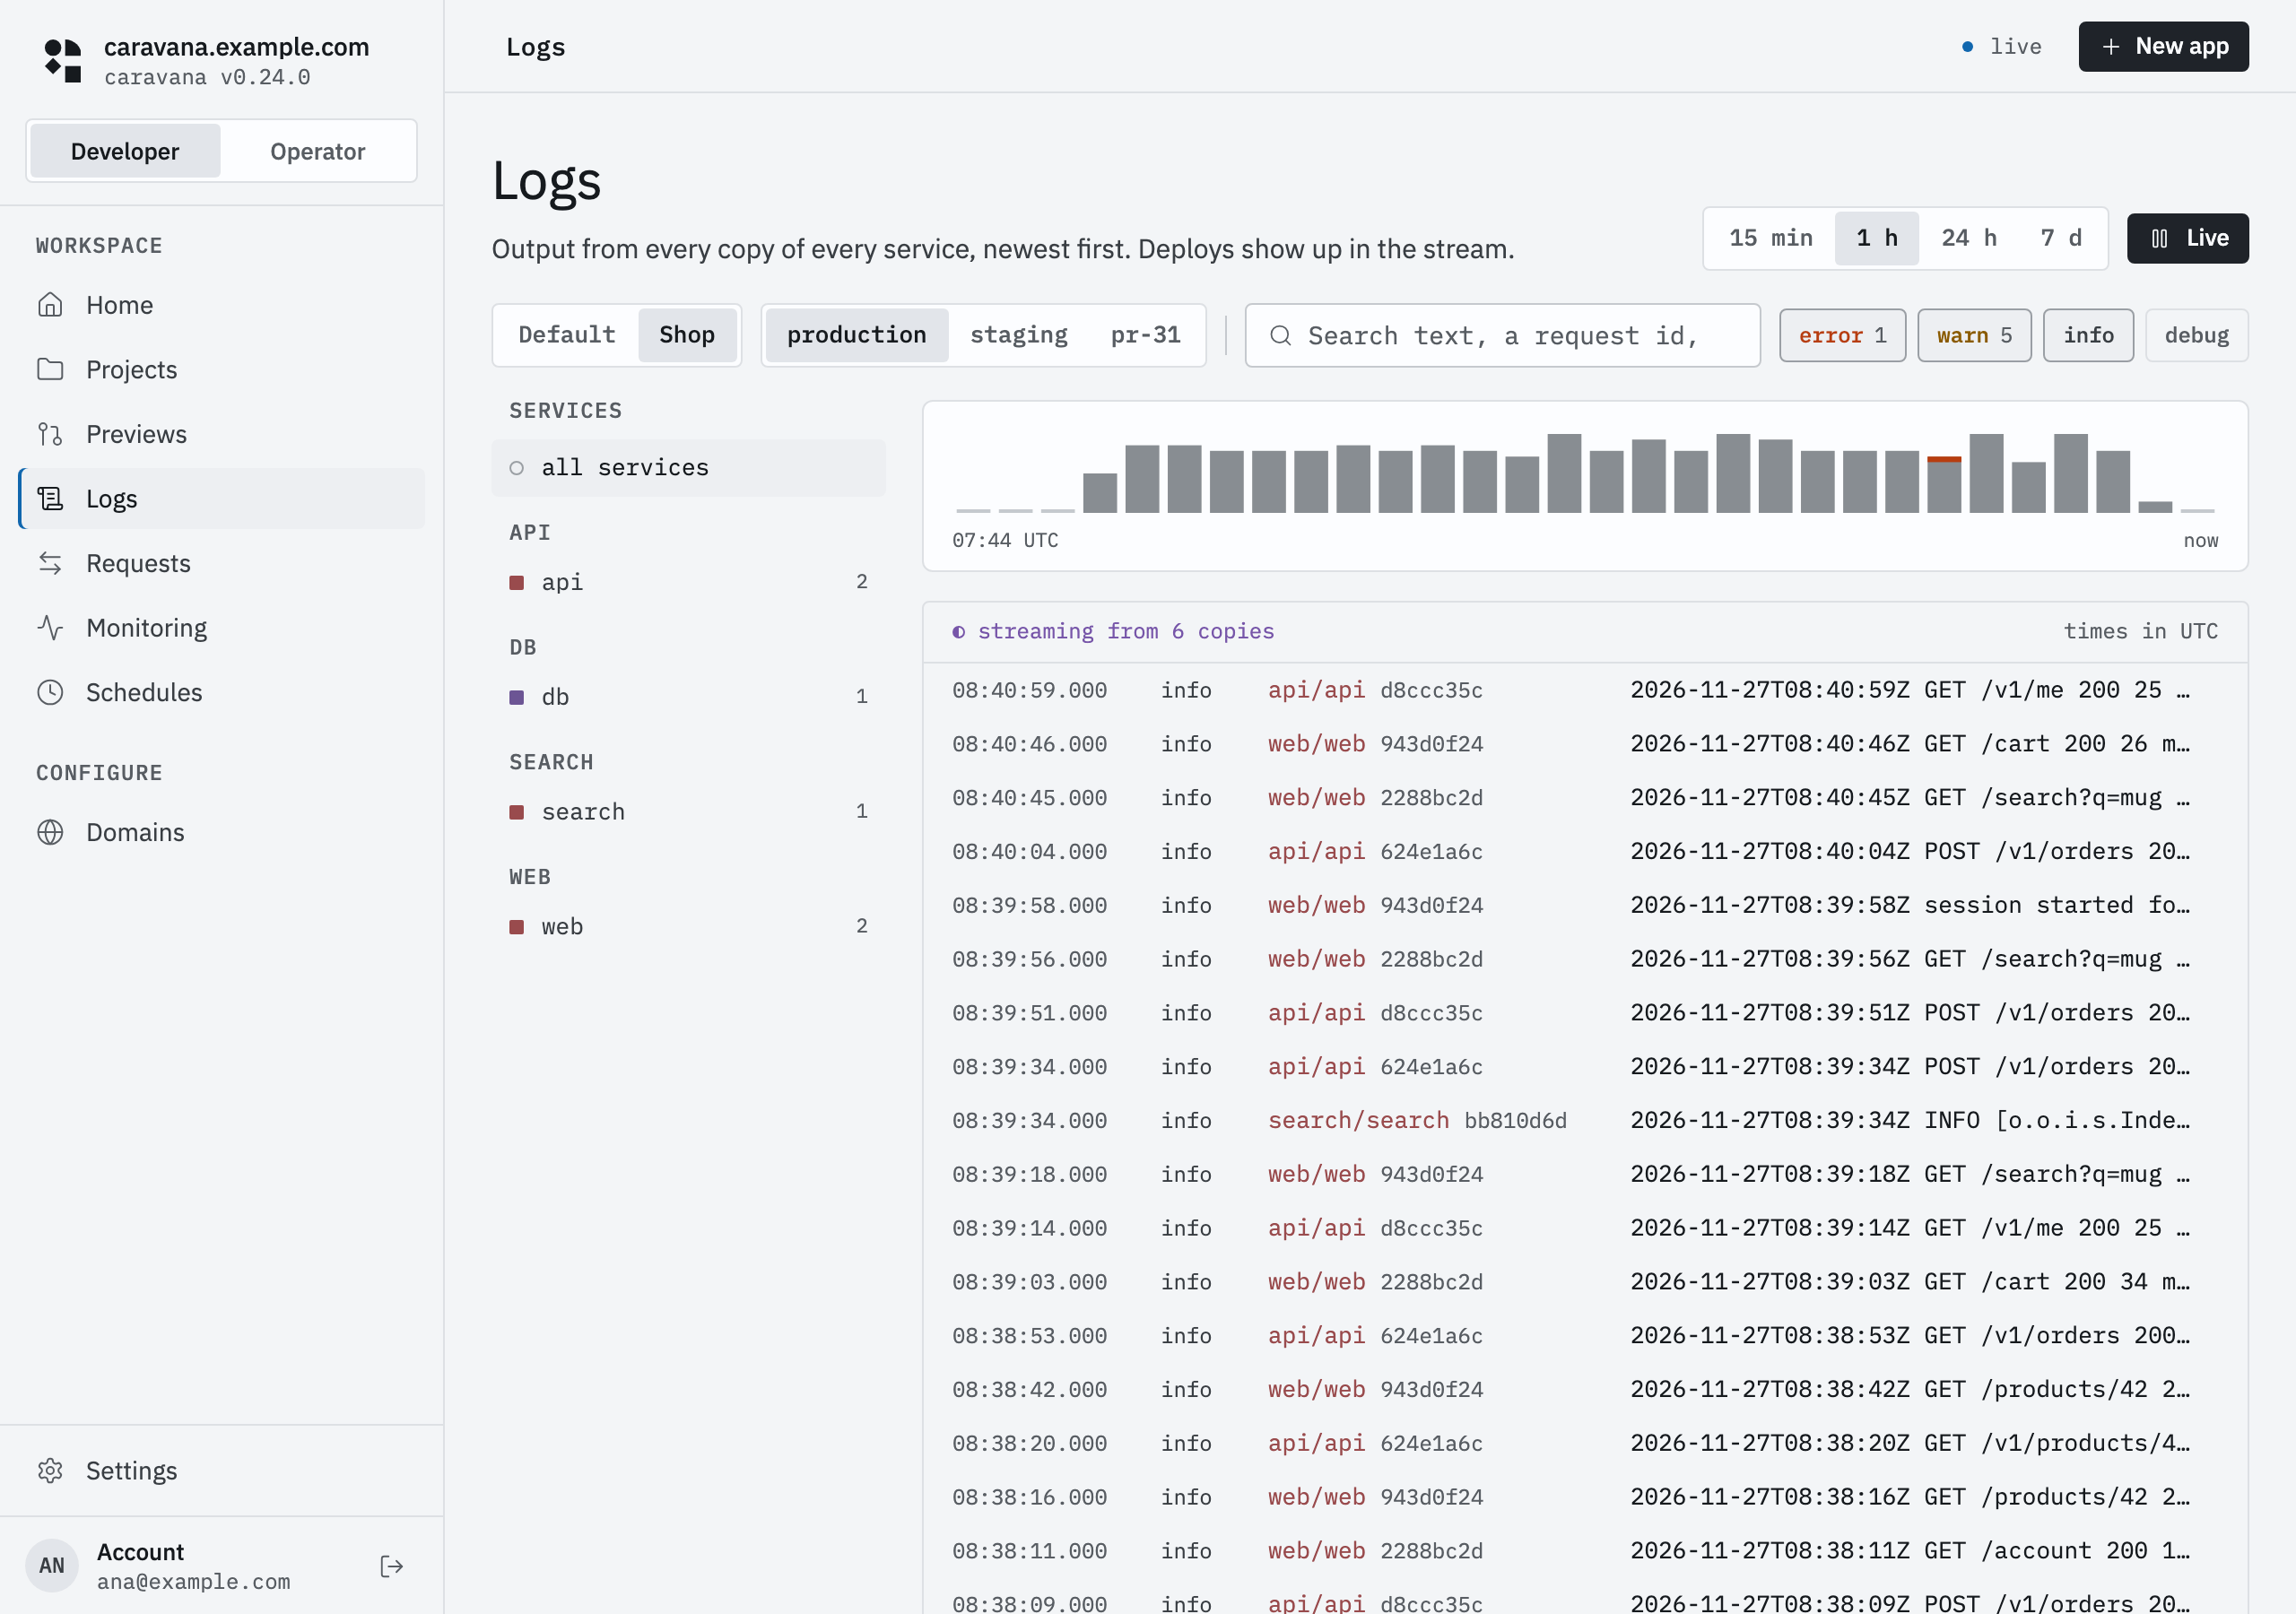 caravana.example.com
caravana v0.24.0
Developer
Operator
WORKSPACE
Home
Projects
Previews
Logs
Requests
Monitoring
Schedules
CONFIGURE
Domains
Settings
AN
Account
ana@example.com
Logs
live
New app
Logs
Output from every copy of every service, newest first. Deploys show up in the stream.
15 min 1 h 24 h 7 d
Live
Default Shop
production staging pr-31
Search text, a request id,
error 1
warn 5
info
debug
SERVICES
all services
API
api 2
DB
db 1
SEARCH
search 1
WEB
web 2
07:44 UTC now
streaming from 6 copies times in UTC
08:40:59.000 info api/api d8ccc35c 2026-11-27T08:40:59Z GET /v1/me 200 25 …
08:40:46.000 info web/web 943d0f24 2026-11-27T08:40:46Z GET /cart 200 26 m…
08:40:45.000 info web/web 2288bc2d 2026-11-27T08:40:45Z GET /search?q=mug …
08:40:04.000 info api/api 624e1a6c 2026-11-27T08:40:04Z POST /v1/orders 20…
08:39:58.000 info web/web 943d0f24 2026-11-27T08:39:58Z session started fo…
08:39:56.000 info web/web 2288bc2d 2026-11-27T08:39:56Z GET /search?q=mug …
08:39:51.000 info api/api d8ccc35c 2026-11-27T08:39:51Z POST /v1/orders 20…
08:39:34.000 info api/api 624e1a6c 2026-11-27T08:39:34Z POST /v1/orders 20…
08:39:34.000 info search/search bb810d6d 2026-11-27T08:39:34Z INFO [o.o.i.s.Inde…
08:39:18.000 info web/web 943d0f24 2026-11-27T08:39:18Z GET /search?q=mug …
08:39:14.000 info api/api d8ccc35c 2026-11-27T08:39:14Z GET /v1/me 200 25 …
08:39:03.000 info web/web 2288bc2d 2026-11-27T08:39:03Z GET /cart 200 34 m…
08:38:53.000 info api/api 624e1a6c 2026-11-27T08:38:53Z GET /v1/orders 200…
08:38:42.000 info web/web 943d0f24 2026-11-27T08:38:42Z GET /products/42 2…
08:38:20.000 info api/api 624e1a6c 2026-11-27T08:38:20Z GET /v1/products/4…
08:38:16.000 info web/web 943d0f24 2026-11-27T08:38:16Z GET /products/42 2…
08:38:11.000 info web/web 2288bc2d 2026-11-27T08:38:11Z GET /account 200 1…
08:38:09.000 info api/api d8ccc35c 2026-11-27T08:38:09Z POST /v1/orders 20…